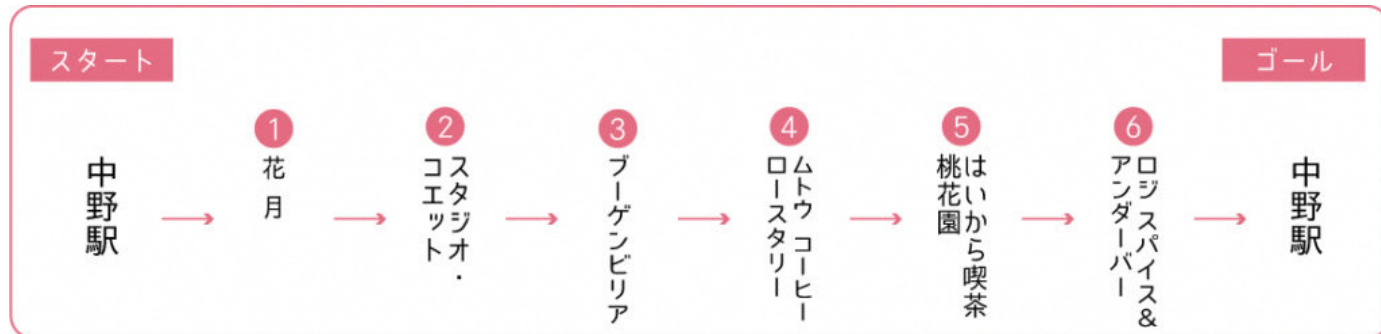 スタート
中野駅
→
1
花月
→
2
スタジオ・
コエット
→
3
ブーゲンビリア
→
4
ムトウ コーヒー
ロースタリー
→
5
はいから喫茶
桃花園
→
6
ロジ スパイス&
アンダーバー
→
ゴール
中野駅